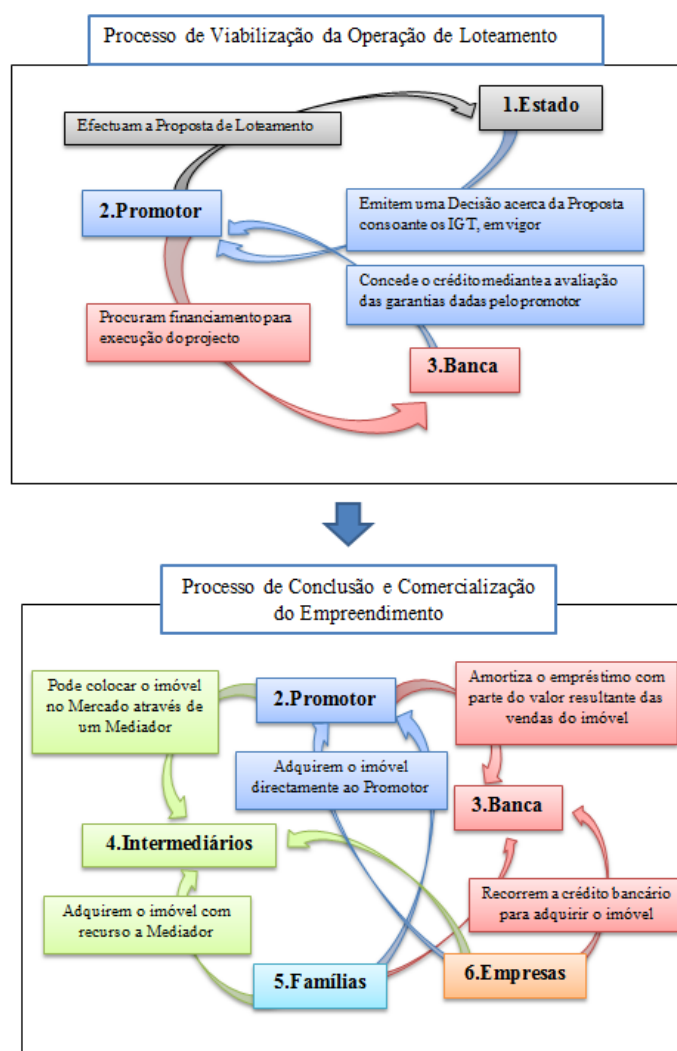 Processo de Viabilização da Operação de Loteamento
1.Estado
Efectuam a Proposta de Loteamento
2.Promotor
Emitem uma Decisão acerca da Proposta
consoante os IGT, em vigor
Concede o crédito mediante a avaliação
das garantias dadas pelo promotor
Procuram financiamento para
execução do projecto
3.Banca
Processo de Conclusão e Comercialização
do Empreendimento
Pode colocar o imóvel
no Mercado através de
um Mediador
2.Promotor
Amortiza o empréstimo com
parte do valor resultante das
vendas do imóvel
Adquirem o imóvel
directamente ao Promotor
3.Banca
4.Intermediários
Adquirem o imóvel com
recurso a Mediador
Recorrem a crédito bancário
para adquirir o imóvel
5.Famílias
6.Empresas